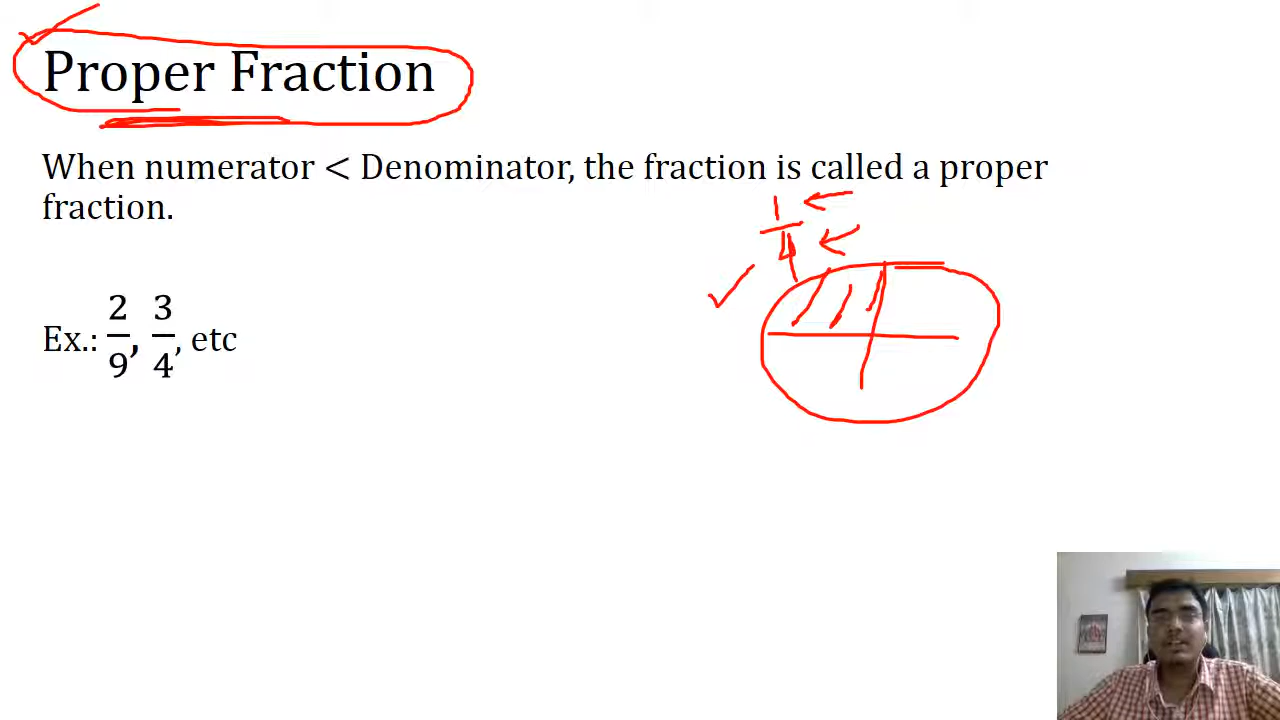 Proper Fraction
When numerator < Denominator, the fraction is called a proper
fraction.
1/4
Ex.: 2/9, 3/4, etc